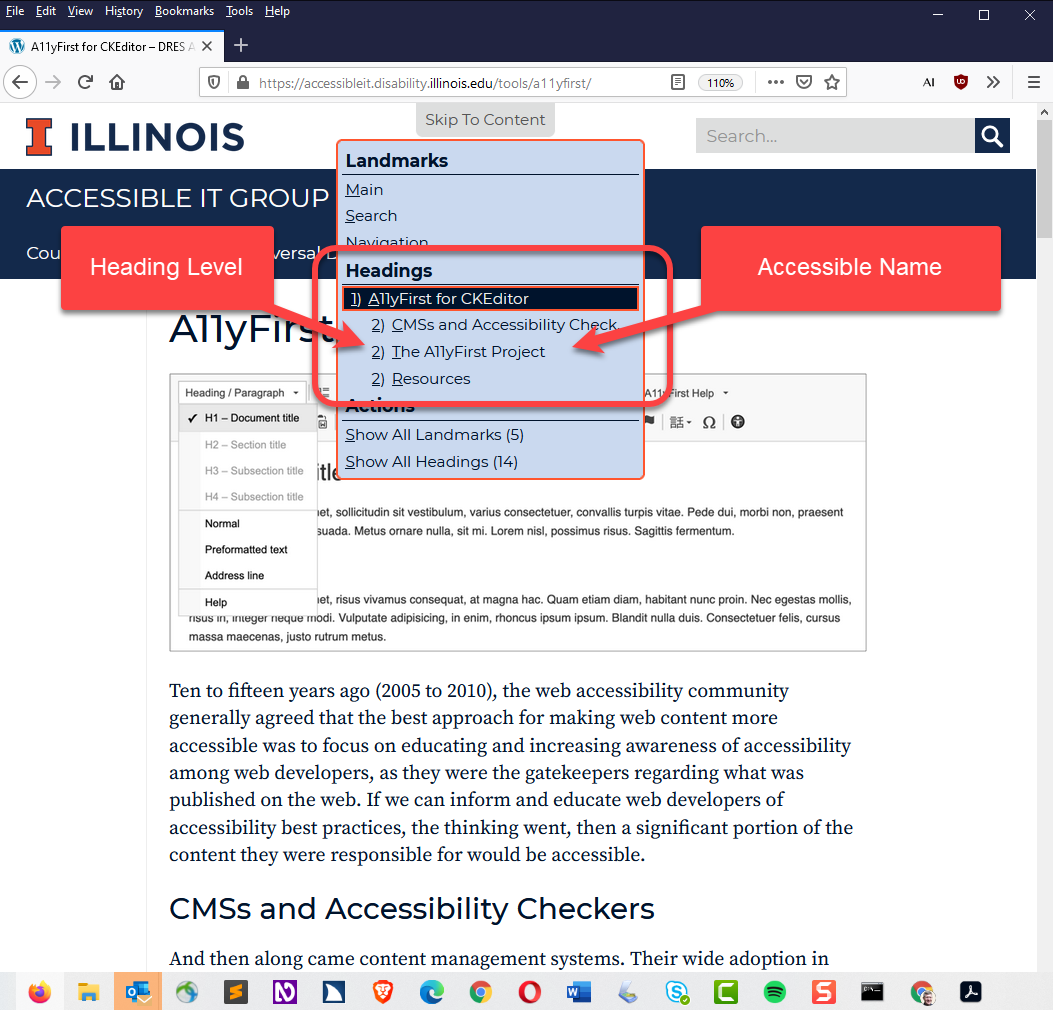 File Edit View History Bookmarks Tools Help
A11yFirst for CKEditor – DRES A
https://accessibleit.disability.illinois.edu/tools/a11yfirst/
110%
AI
ILLINOIS
Skip To Content
Search...
ACCESSIBLE IT GROUP
Landmarks
Main
Search
Navigation
Cou
versal D
Heading Level
Accessible Name
Headings
1) A11yFirst for CKEditor
2) CMSs and Accessibility Check
2) The A11yFirst Project
2) Resources
Actions
Show All Landmarks (5)
Show All Headings (14)
A11yFirst
Heading / Paragraph
A11yFirst Help
H1 – Document title
H2 – Section title
H3 – Subsection title
H4 – Subsection title
Normal
Preformatted text
Address line
Help
itle
et, sollicitudin sit vestibulum, varius consectetuer, convallis turpis vitae. Pede dui, morbi non, praesent
suada. Metus ornare nulla, sit mi. Lorem nisl, possimus risus. Sagittis fermentum.
et, risus vivamus consequat, at magna hac. Quam etiam diam, habitant nunc proin. Nec egestas mollis,
risus in, integer neque modi. Vulputate adipisicing, in enim, rhoncus ipsum ipsum. Blandit nulla duis. Consectetuer felis, cursus
massa maecenas, justo rutrum metus.
Ten to fifteen years ago (2005 to 2010), the web accessibility community
generally agreed that the best approach for making web content more
accessible was to focus on educating and increasing awareness of accessibility
among web developers, as they were the gatekeepers regarding what was
published on the web. If we can inform and educate web developers of
accessibility best practices, the thinking went, then a significant portion of the
content they were responsible for would be accessible.
CMSs and Accessibility Checkers
And then along came content management systems. Their wide adoption in